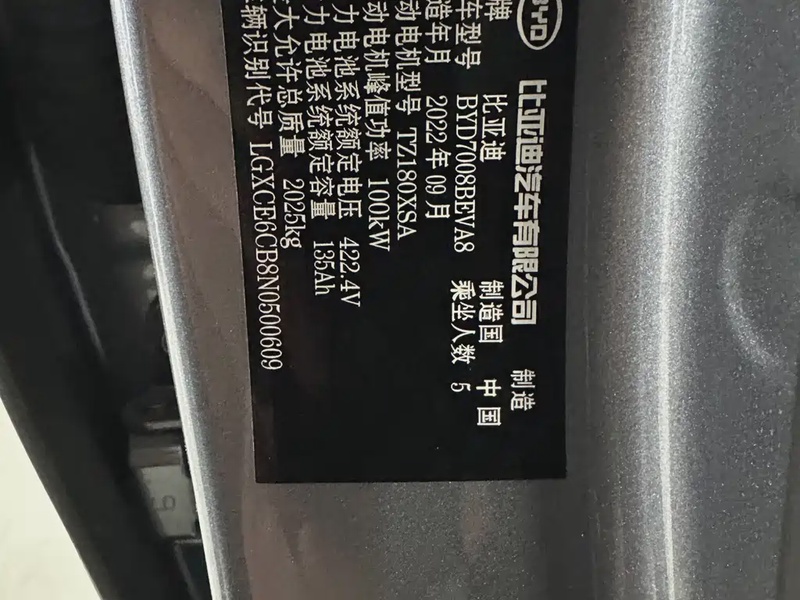 BYD 比亚迪汽车有限公司 制造
牌 比亚迪 制造国 中国
车型号 BYD7008BEVA8 乘坐人数 5
造年月 2022年09月
动电机型号 TZ180XSA
动电机峰值功率 100kW
力电池系统额定电压 422.4V
力电池系统额定容量 135Ah
大允许总质量 2025kg
辆识别代号 LGXCE6CB8N0500609